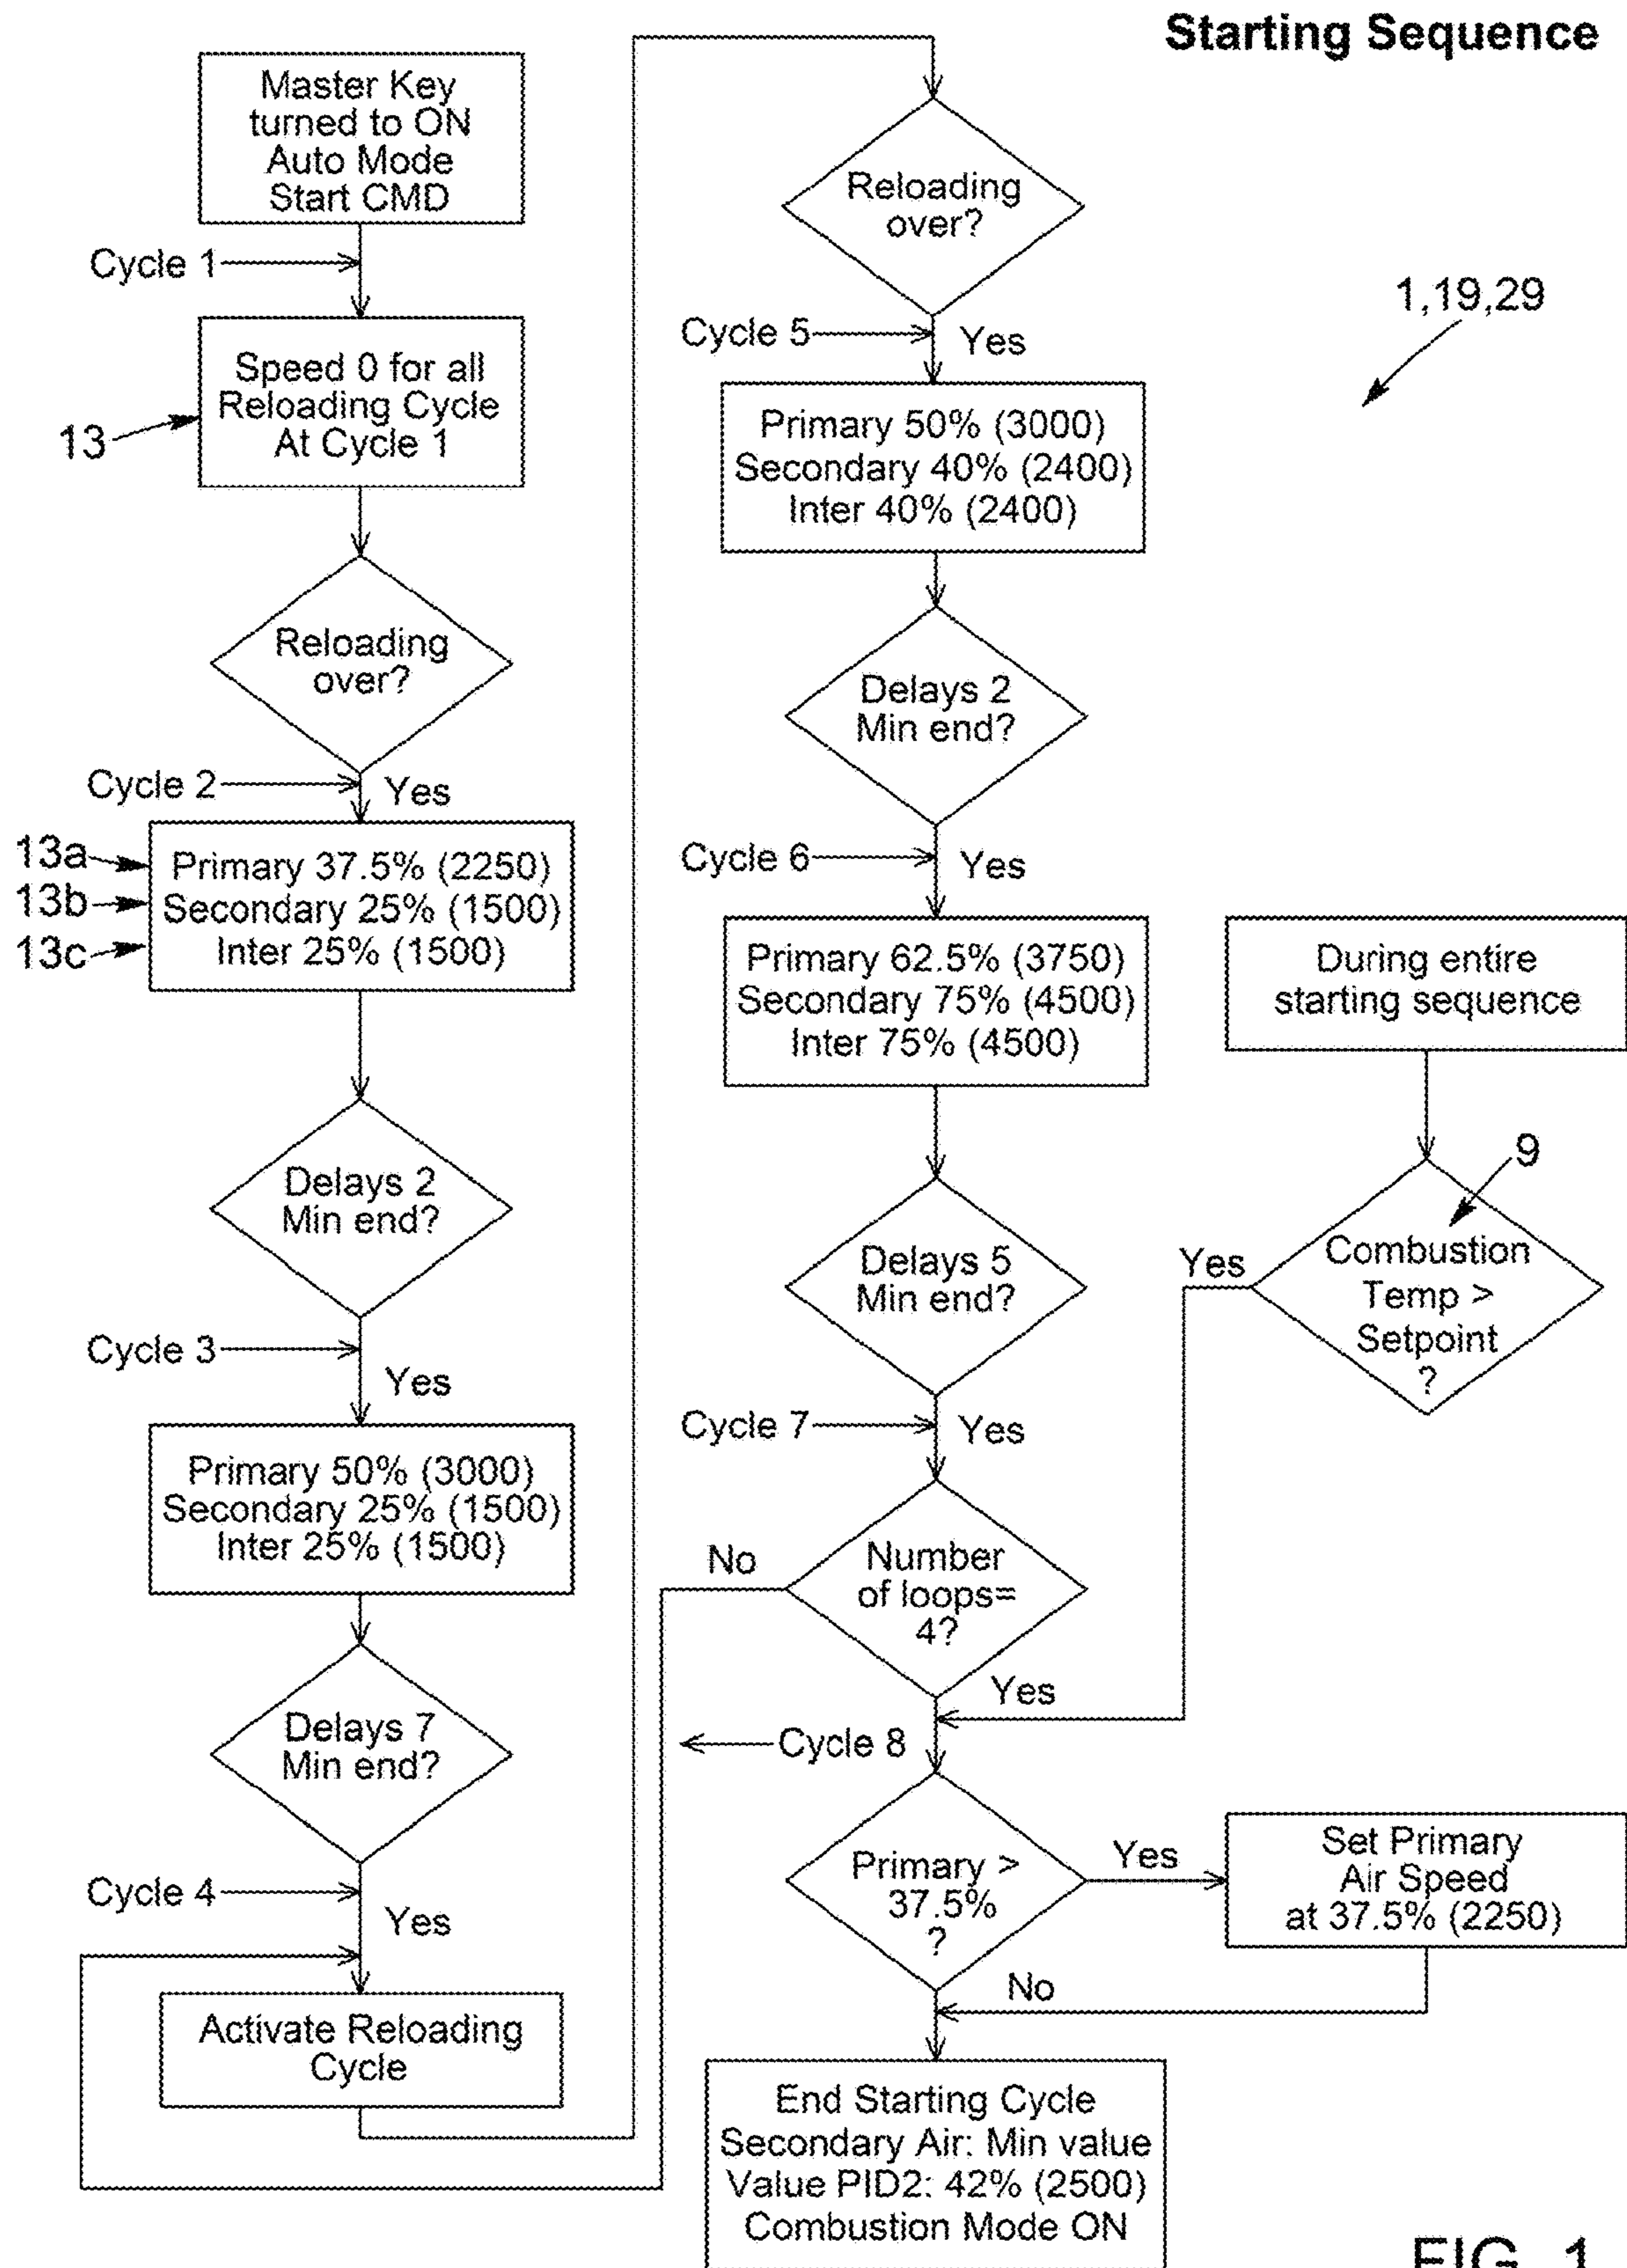 Starting Sequence
Master Key
turned to ON
Auto Mode
Start CMD
Cycle 1
Speed 0 for all
Reloading Cycle
At Cycle 1
13
Reloading
over?
Cycle 2
Yes
13a
13b
13c
Primary 37.5% (2250)
Secondary 25% (1500)
Inter 25% (1500)
Delays 2
Min end?
Cycle 3
Yes
Primary 50% (3000)
Secondary 25% (1500)
Inter 25% (1500)
Delays 7
Min end?
Cycle 4
Yes
Activate Reloading
Cycle
Reloading
over?
Cycle 5
Yes
1,19,29
Primary 50% (3000)
Secondary 40% (2400)
Inter 40% (2400)
Delays 2
Min end?
Cycle 6
Yes
Primary 62.5% (3750)
Secondary 75% (4500)
Inter 75% (4500)
Delays 5
Min end?
Cycle 7
Yes
Number
of loops=
4?
No
Yes
Cycle 8
During entire
starting sequence
9
Combustion
Temp >
Setpoint
?
Yes
Primary >
37.5%
?
Yes
Set Primary
Air Speed
at 37.5% (2250)
No
End Starting Cycle
Secondary Air: Min value
Value PID2: 42% (2500)
Combustion Mode ON
FIG. 1